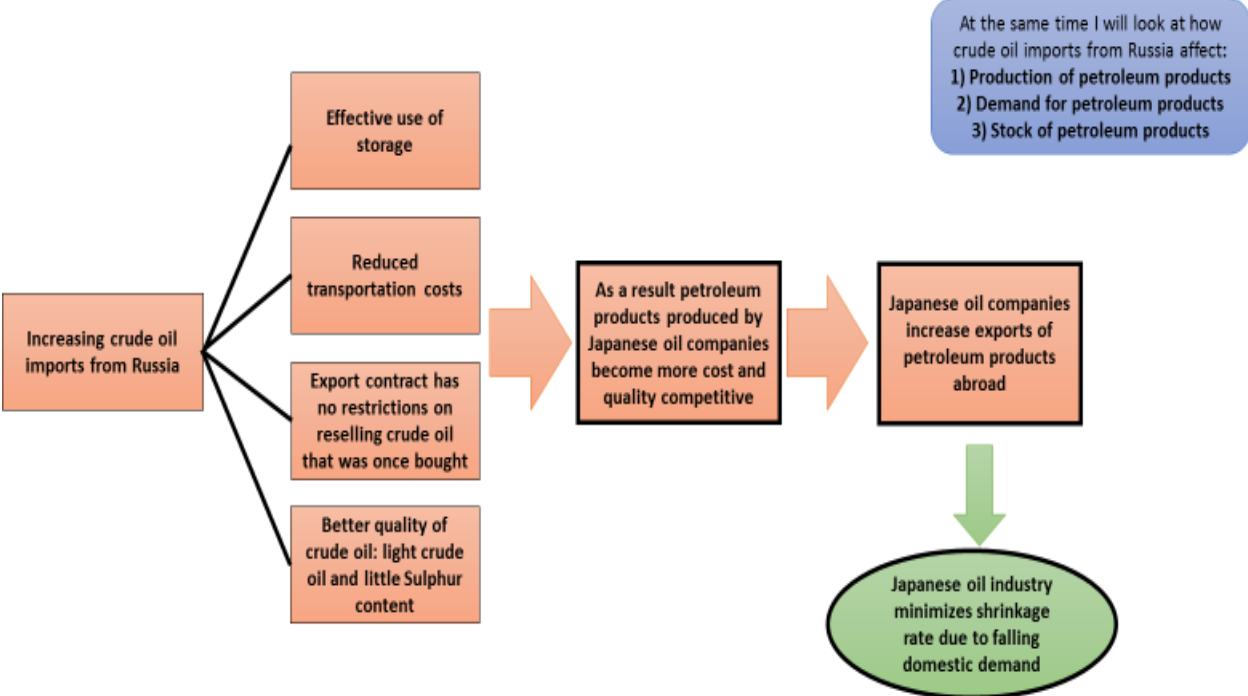 At the same time I will look at how
crude oil imports from Russia affect:
1) Production of petroleum products
2) Demand for petroleum products
3) Stock of petroleum products
Increasing crude oil
imports from Russia
Effective use of
storage
Reduced
transportation costs
Export contract has
no restrictions on
reselling crude oil
that was once bought
Better quality of
crude oil: light crude
oil and little Sulphur
content
As a result petroleum
products produced by
Japanese oil companies
become more cost and
quality competitive
Japanese oil companies
increase exports of
petroleum products
abroad
Japanese oil industry
minimizes shrinkage
rate due to falling
domestic demand